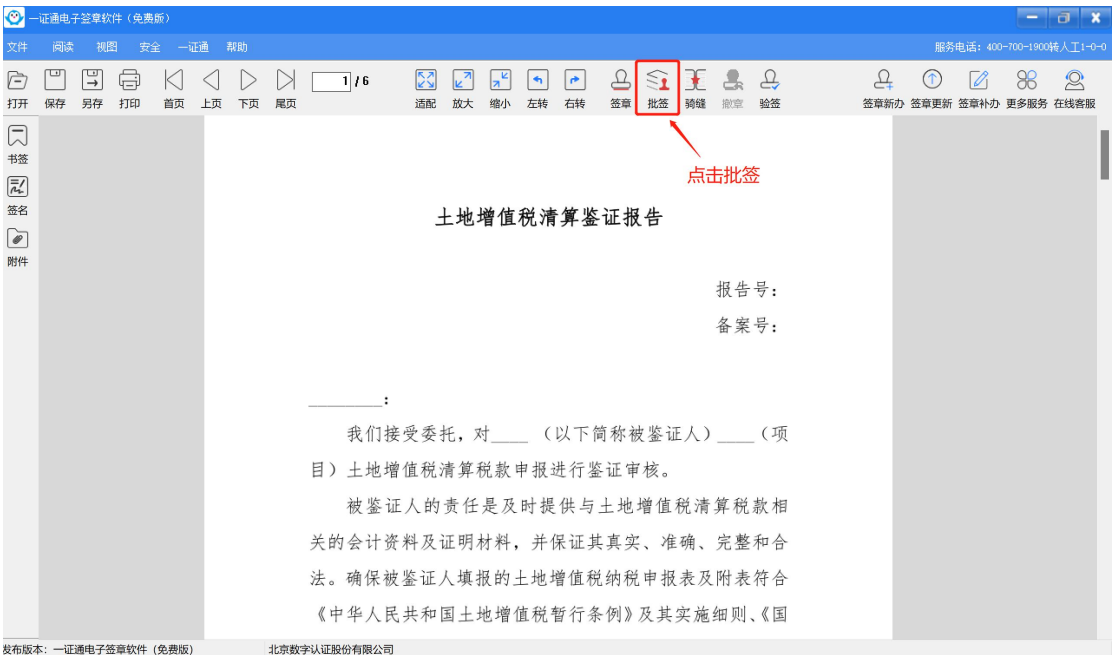 一证通电子签章软件（免费版）
文件 阅读 视图 安全 一证通 帮助 服务电话：400-700-1900转人工1-0-0
1 / 6
打开 保存 另存 打印 首页 上页 下页 尾页 适配 放大 缩小 左转 右转 签章 批签 骑缝 撤章 验签 签章新办 签章更新 签章补办 更多服务 在线客服
书签
签名
附件
点击批签
土地增值税清算鉴证报告
报告号：
备案号：
________：
我们接受委托，对____ （以下简称被鉴证人）____（项
目）土地增值税清算税款申报进行鉴证审核。
被鉴证人的责任是及时提供与土地增值税清算税款相
关的会计资料及证明材料，并保证其真实、准确、完整和合
法。确保被鉴证人填报的土地增值税纳税申报表及附表符合
《中华人民共和国土地增值税暂行条例》及其实施细则、《国
发布版本：一证通电子签章软件（免费版） 北京数字认证股份有限公司